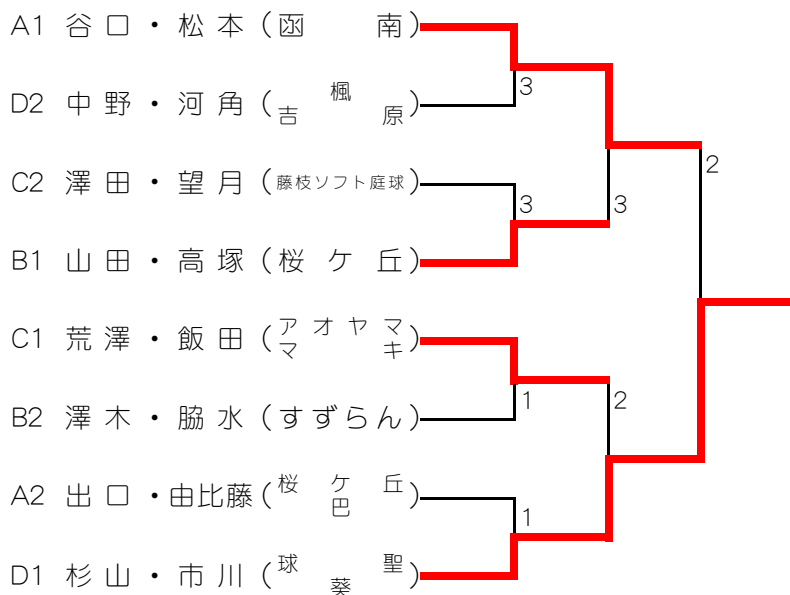 A1 谷口・松本(函南)
3
D2 中野・河角(楓 吉原)
2
C2 澤田・望月(藤枝ソフト庭球)
3 3
B1 山田・高塚(桜ケ丘)
C1 荒澤・飯田(アオヤママキ)
1 2
B2 澤木・脇水(すずらん)
A2 出口・由比藤(桜ケ丘 巴)
1
D1 杉山・市川(球聖 葵)